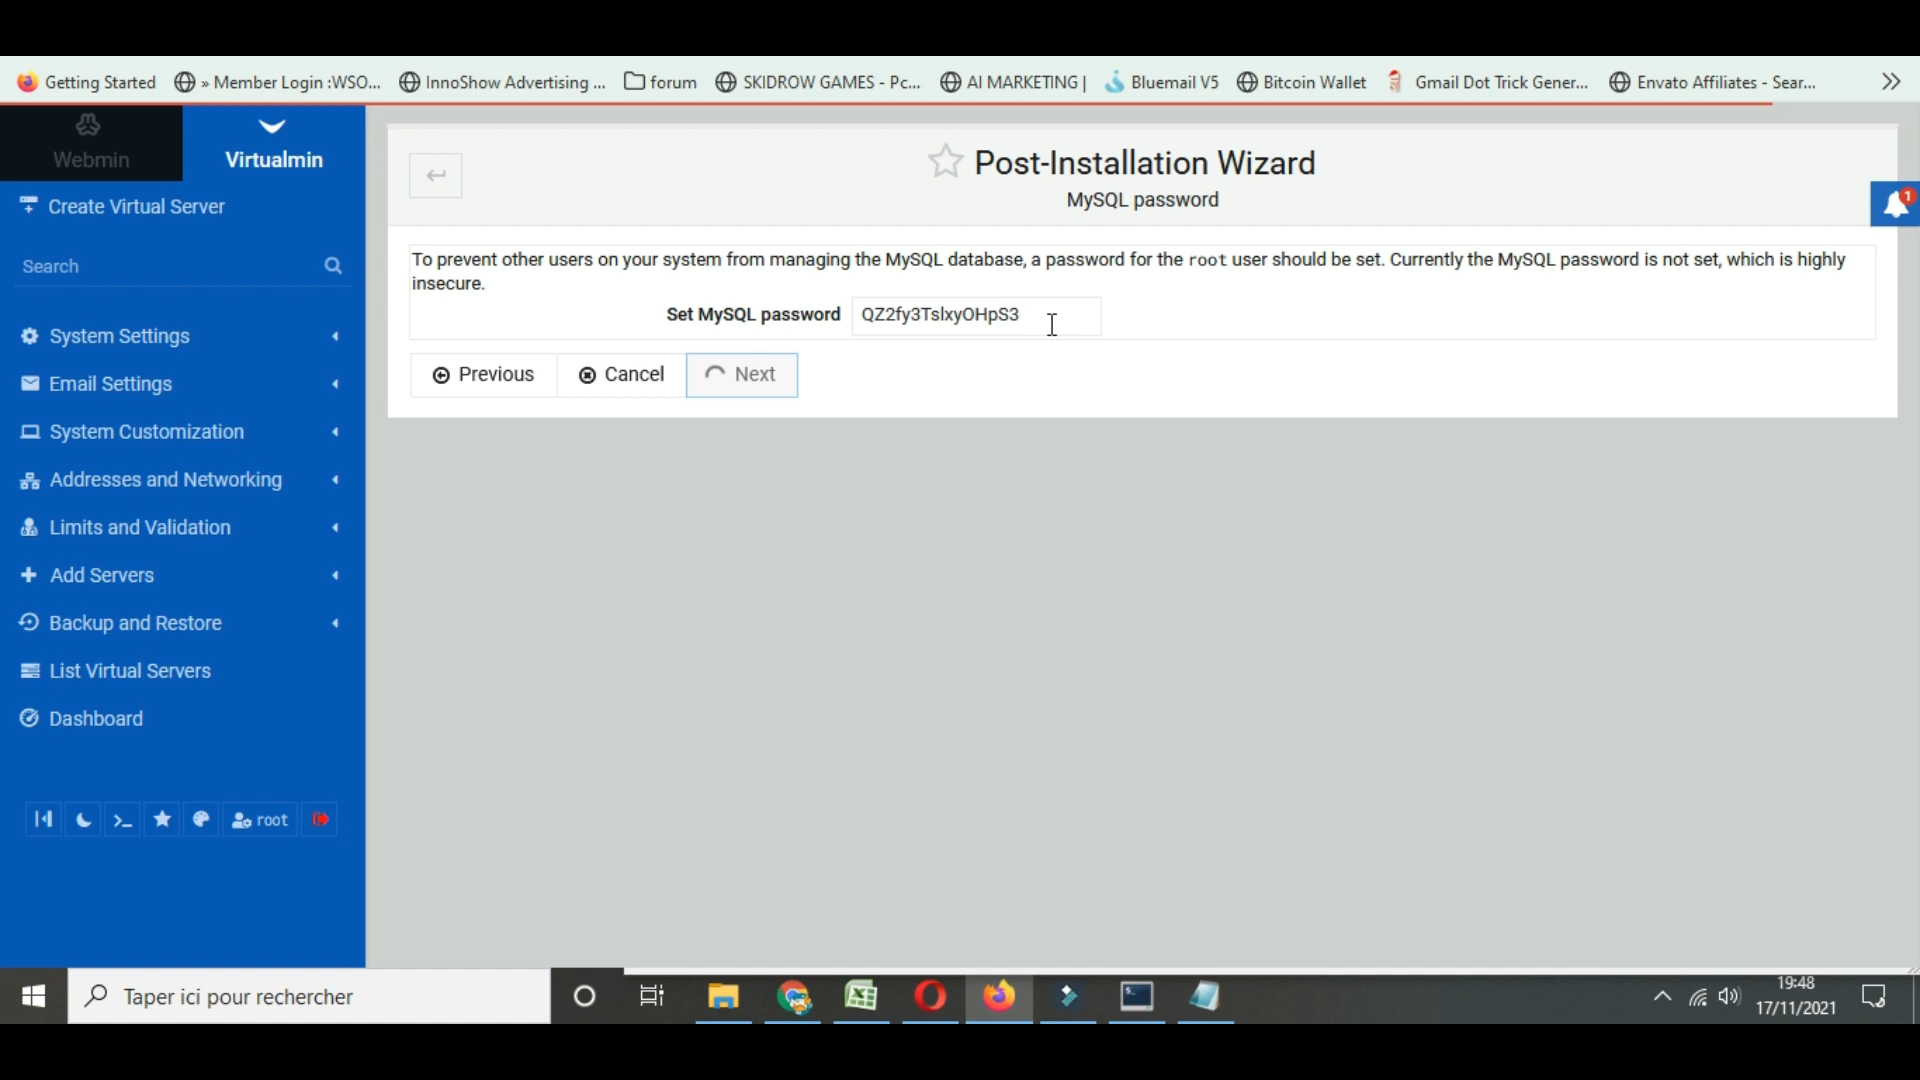 Getting Started » Member Login :WSO... InnoShow Advertising ... forum SKIDROW GAMES - Pc... AI MARKETING | Bluemail V5 Bitcoin Wallet Gmail Dot Trick Gener... Envato Affiliates - Sear...
Webmin
Virtualmin
Create Virtual Server
Search
System Settings
Email Settings
System Customization
Addresses and Networking
Limits and Validation
Add Servers
Backup and Restore
List Virtual Servers
Dashboard
root
Post-Installation Wizard
MySQL password
1
To prevent other users on your system from managing the MySQL database, a password for the root user should be set. Currently the MySQL password is not set, which is highly
insecure.
Set MySQL password QZ2fy3TslxyOHpS3
Previous Cancel Next
Taper ici pour rechercher
19:48
17/11/2021